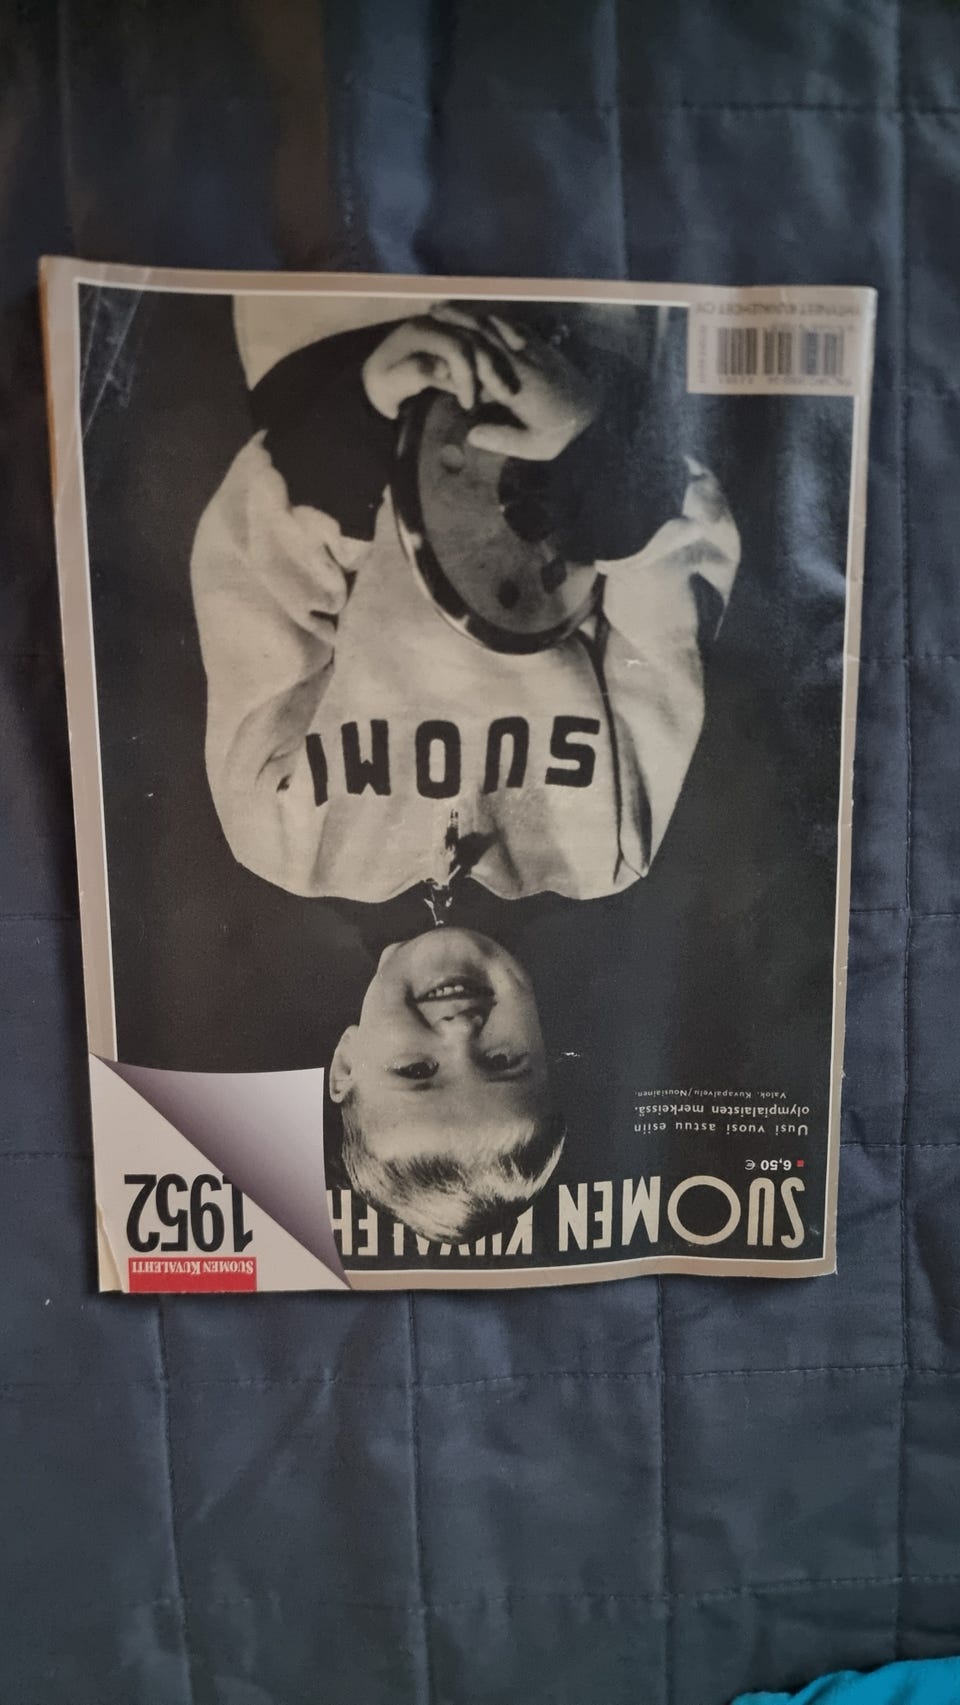 SUOMEN KUVALEH
SUOMEN KUVALEHTI
1952
6,50 €
Uusi vuosi astuu esiin
olympialaisten merkeissä.
Valok. Kuvapalvelu/Nousiainen.
SUOMI